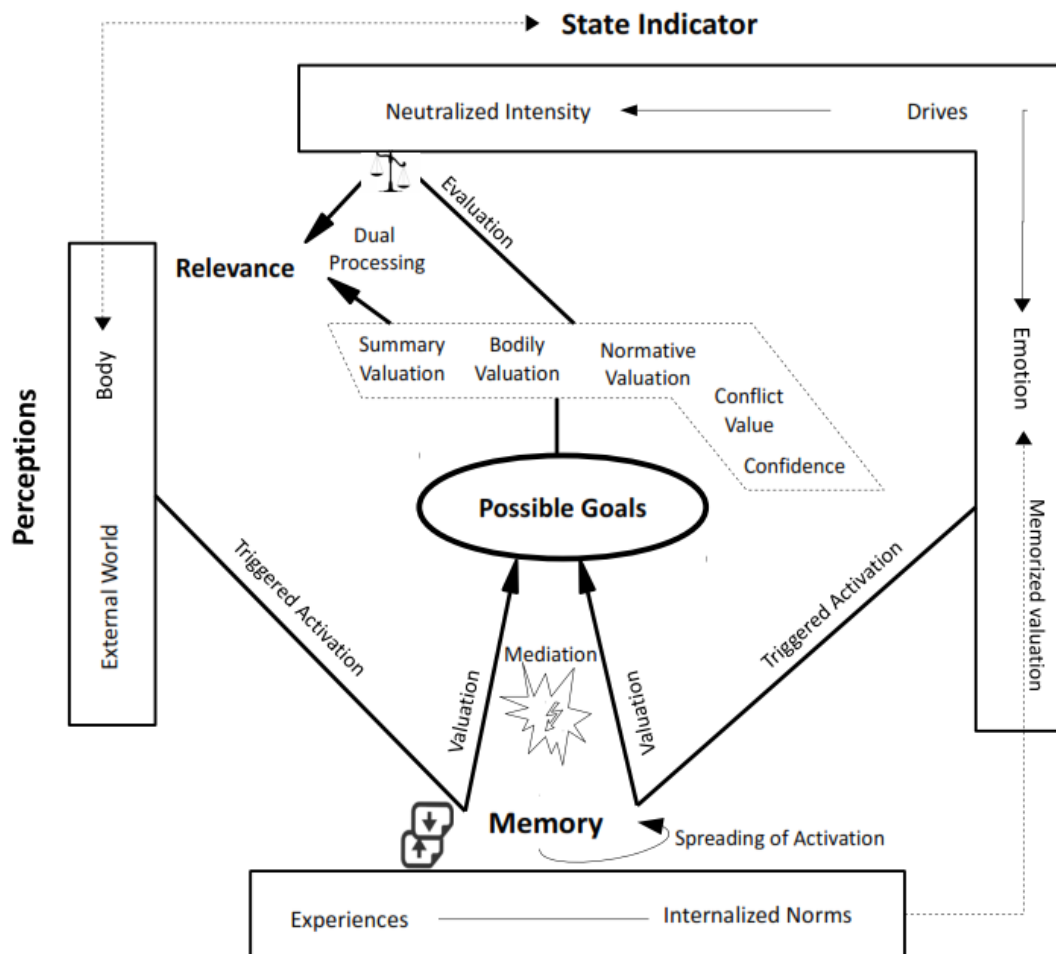 State Indicator
Neutralized Intensity
Drives
Evaluation
Dual
Processing
Relevance
Summary
Valuation
Bodily
Valuation
Normative
Valuation
Conflict
Value
Confidence
Body
Perceptions
External World
Emotion
Memorized valuation
Possible Goals
Triggered Activation
Triggered Activation
Mediation
Valuation
Valuation
Memory
Spreading of Activation
Experiences
Internalized Norms